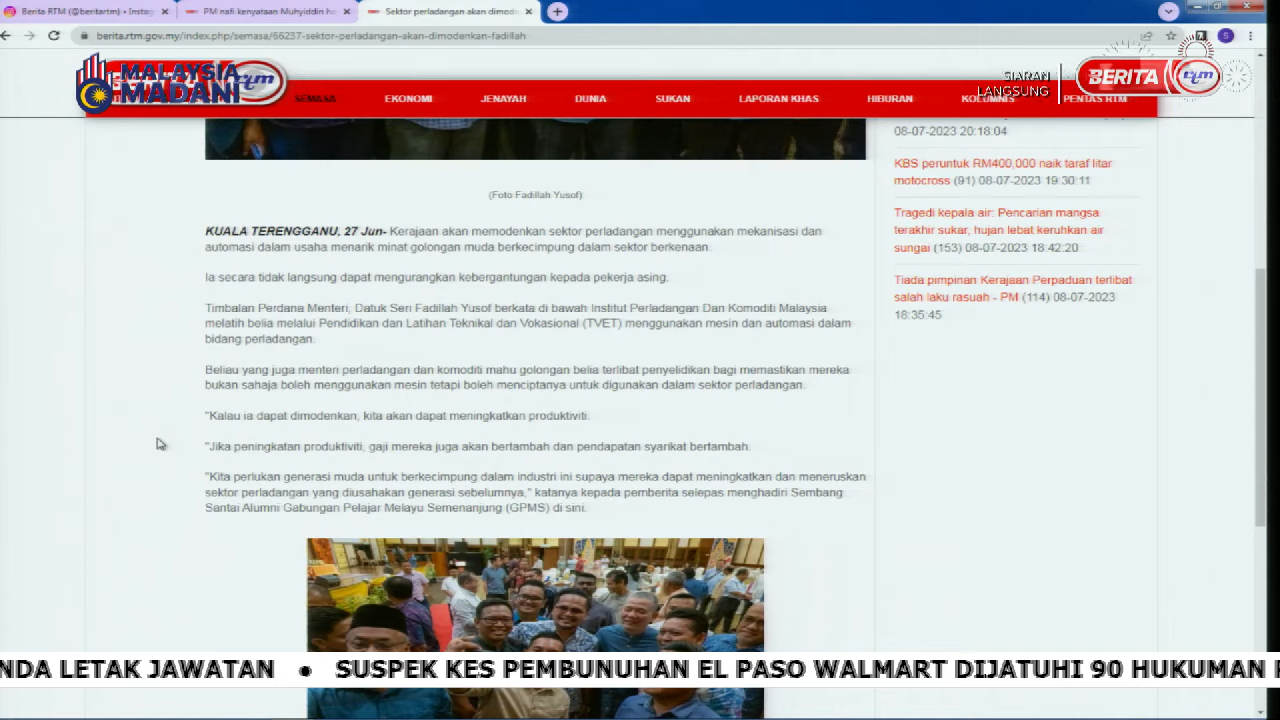 Berita RTM (@beritartm) • Instag
PM nafi kenyataan Muhyiddin ha
Sektor perladangan akan dimode
berita.rtm.gov.my/index.php/semasa/66237-sektor-perladangan-akan-dimodenkan-fadillah
MALAYSIA
MADANI
rtm
SIARAN
LANGSUNG
BERITA rtm
SEMASA EKONOMI JENAYAH DUNIA SUKAN LAPORAN KHAS HIBURAN KOLUMNIS PENTAS RTM
(Foto Fadillah Yusof)
KUALA TERENGGANU, 27 Jun- Kerajaan akan memodenkan sektor perladangan menggunakan mekanisasi dan
automasi dalam usaha menarik minat golongan muda berkecimpung dalam sektor berkenaan.
Ia secara tidak langsung dapat mengurangkan kebergantungan kepada pekerja asing.
Timbalan Perdana Menteri, Datuk Seri Fadillah Yusof berkata di bawah Institut Perladangan Dan Komoditi Malaysia
melatih belia melalui Pendidikan dan Latihan Teknikal dan Vokasional (TVET) menggunakan mesin dan automasi dalam
bidang perladangan.
Beliau yang juga menteri perladangan dan komoditi mahu golongan belia terlibat penyelidikan bagi memastikan mereka
bukan sahaja boleh menggunakan mesin tetapi boleh menciptanya untuk digunakan dalam sektor perladangan.
"Kalau ia dapat dimodenkan, kita akan dapat meningkatkan produktiviti.
"Jika peningkatan produktiviti, gaji mereka juga akan bertambah dan pendapatan syarikat bertambah.
"Kita perlukan generasi muda untuk berkecimpung dalam industri ini supaya mereka dapat meningkatkan dan meneruskan
sektor perladangan yang diusahakan generasi sebelumnya," katanya kepada pemberita selepas menghadiri Sembang
Santai Alumni Gabungan Pelajar Melayu Semenanjung (GPMS) di sini.
08-07-2023 20:18:04
KBS peruntuk RM400,000 naik taraf litar
motocross (91) 08-07-2023 19:30:11
Tragedi kepala air: Pencarian mangsa
terakhir sukar, hujan lebat keruhkan air
sungai (153) 08-07-2023 18:42:20
Tiada pimpinan Kerajaan Perpaduan terlibat
salah laku rasuah - PM (114) 08-07-2023
18:35:45
NDA LETAK JAWATAN • SUSPEK KES PEMBUNUHAN EL PASO WALMART DIJATUHI 90 HUKUMAN